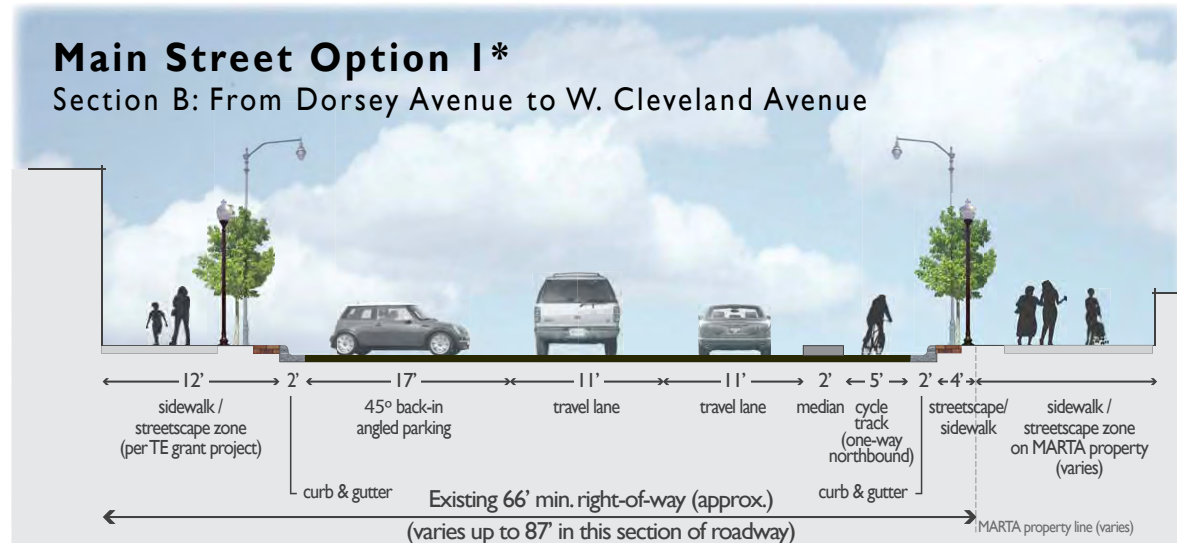 Main Street Option 1*
Section B: From Dorsey Avenue to W. Cleveland Avenue
12’ 2’ 17’ 11’ 11’ 2’ 5’ 2’ 4’
sidewalk /
streetscape zone
(per TE grant project)
curb & gutter
45º back-in
angled parking
travel lane
travel lane
median
cycle
track
(one-way
northbound)
curb & gutter
streetscape/
sidewalk
sidewalk /
streetscape zone
on MARTA property
(varies)
Existing 66’ min. right-of-way (approx.)
(varies up to 87’ in this section of roadway)
MARTA property line (varies)